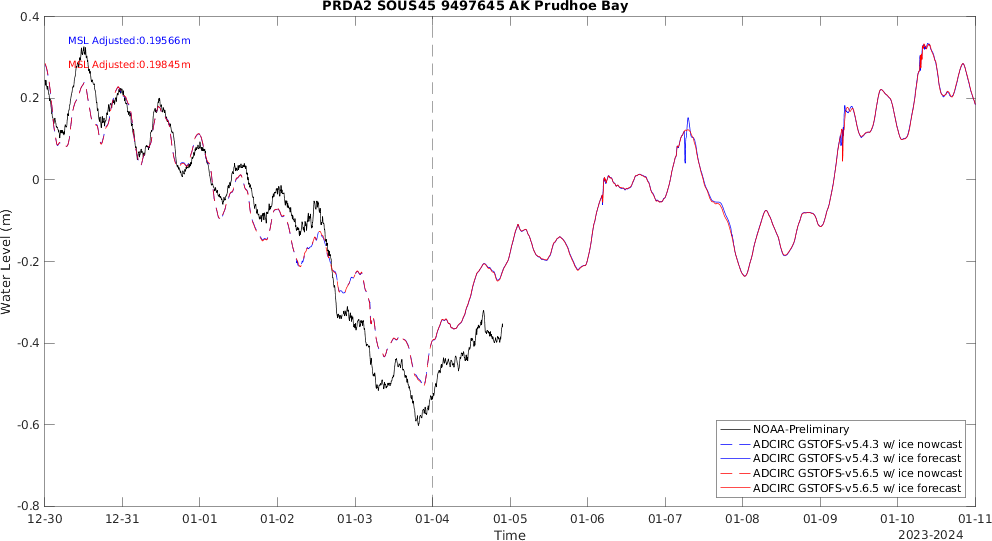 PRDA2 SOUS45 9497645 AK Prudhoe Bay
MSL Adjusted:0.19566m
MSL Adjusted:0.19845m
0.4
0.2
0
-0.2
-0.4
-0.6
-0.8
Water Level (m)
NOAA-Preliminary
ADCIRC GSTOFS-v5.4.3 w/ ice nowcast
ADCIRC GSTOFS-v5.4.3 w/ ice forecast
ADCIRC GSTOFS-v5.6.5 w/ ice nowcast
ADCIRC GSTOFS-v5.6.5 w/ ice forecast
12-30 12-31 01-01 01-02 01-03 01-04 01-05 01-06 01-07 01-08 01-09 01-10 01-11
Time
2023-2024